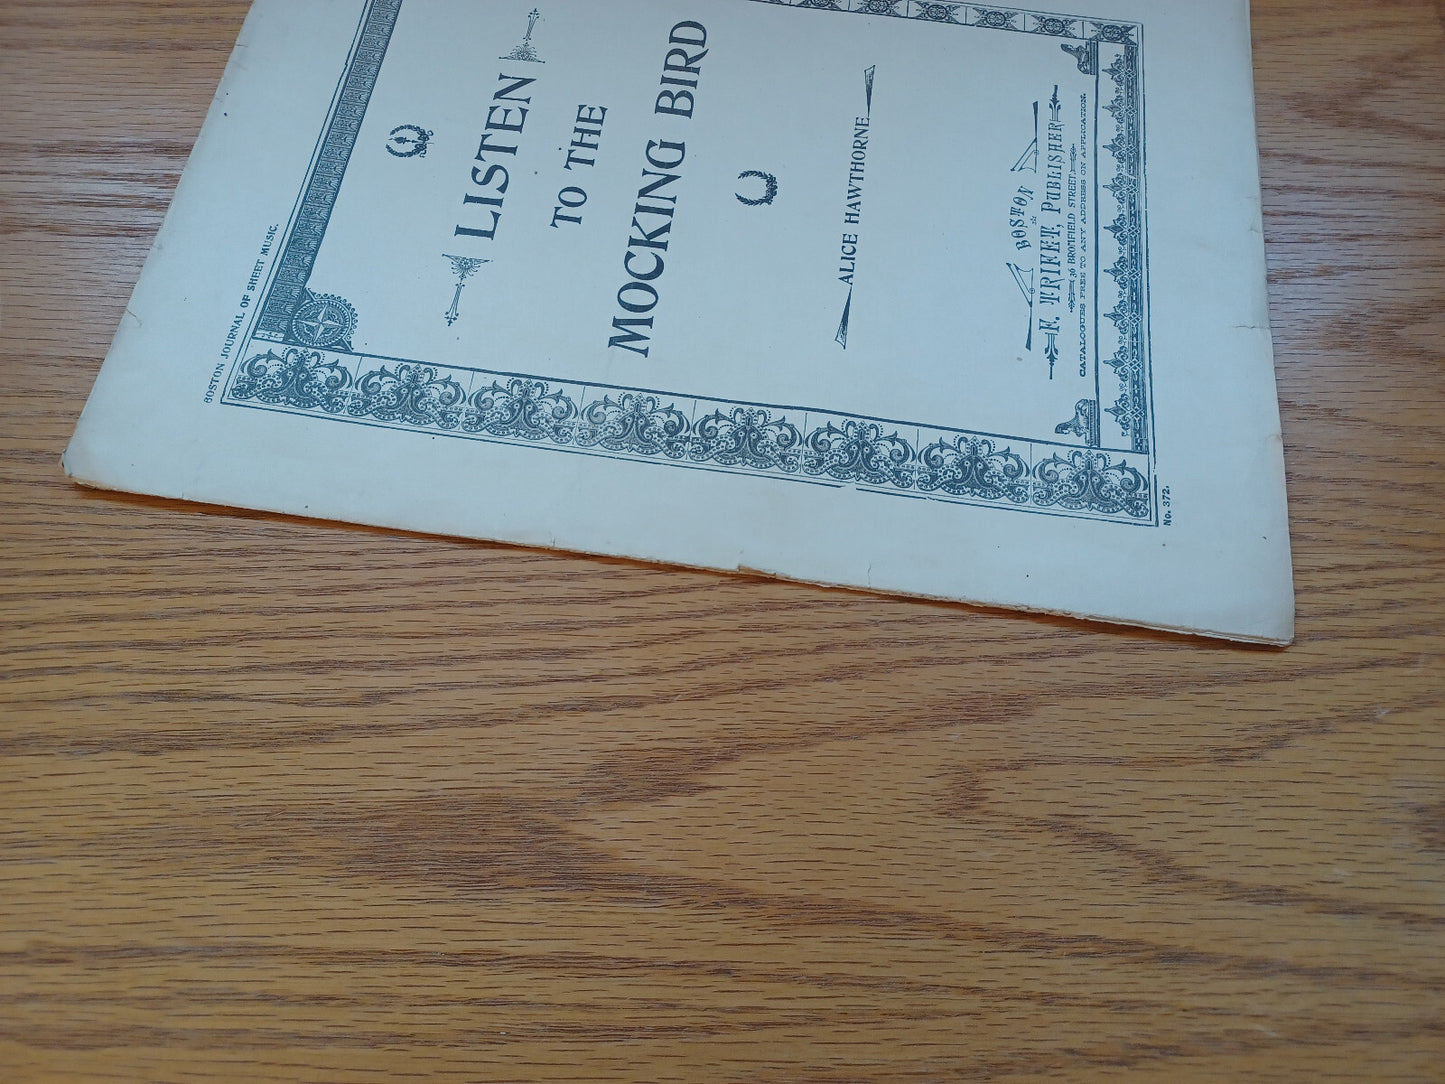 BOSTON JOURNAL OF SHEET MUSIC.
LISTEN
TO THE
MOCKING BIRD
ALICE HAWTHORNE
BOSTON
F. TRIFET, PUBLISHER
36 BROMFIELD STREET,
CATALOGUES FREE TO ANY ADDRESS ON APPLICATION.
No. 372.